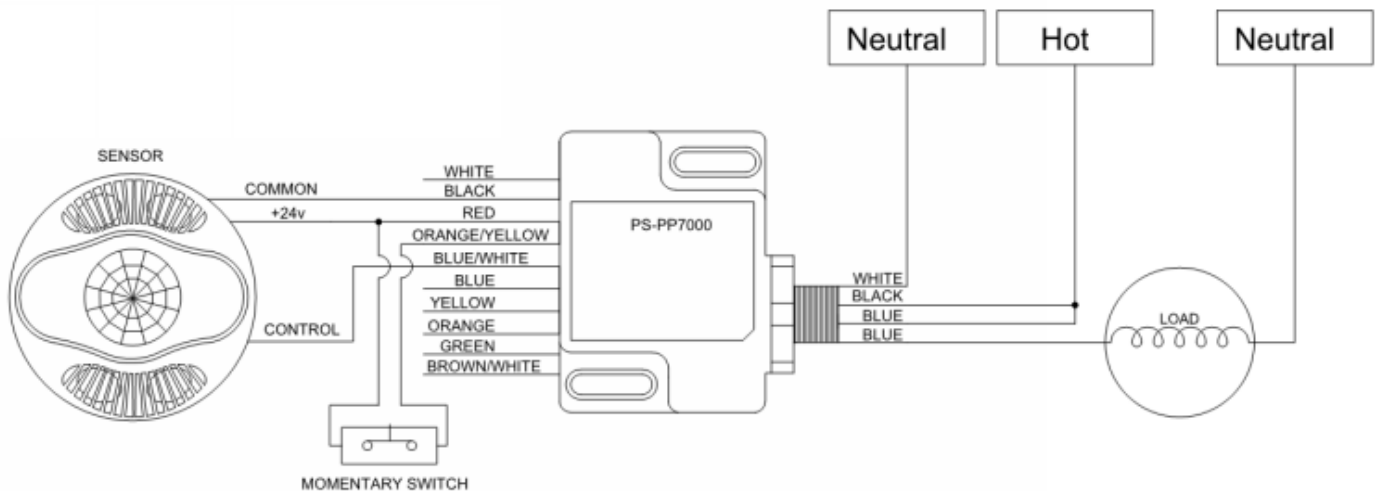 Neutral
Hot
Neutral
SENSOR
COMMON
+24v
CONTROL
WHITE
BLACK
RED
ORANGE/YELLOW
BLUE/WHITE
BLUE
YELLOW
ORANGE
GREEN
BROWN/WHITE
PS-PP7000
WHITE
BLACK
BLUE
BLUE
LOAD
MOMENTARY SWITCH